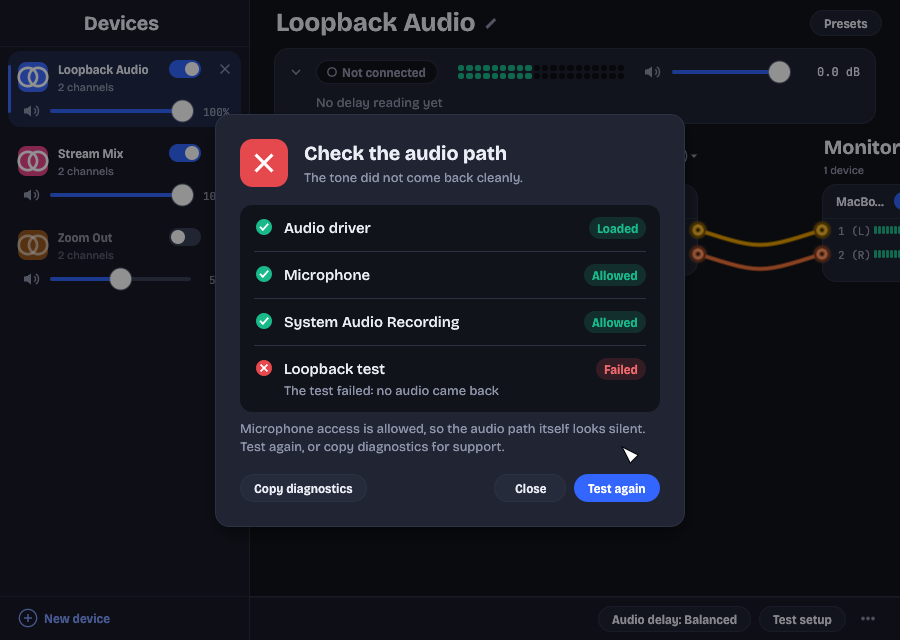 Devices
Loopback Audio
Presets
Loopback Audio
2 channels
100%
Not connected
0.0 dB
No delay reading yet
Stream Mix
2 channels
Zoom Out
2 channels
Monitor
1 device
MacBo...
1 (L)
2 (R)
Check the audio path
The tone did not come back cleanly.
Audio driver
Loaded
Microphone
Allowed
System Audio Recording
Allowed
Loopback test
Failed
The test failed: no audio came back
Microphone access is allowed, so the audio path itself looks silent.
Test again, or copy diagnostics for support.
Copy diagnostics
Close
Test again
New device
Audio delay: Balanced
Test setup